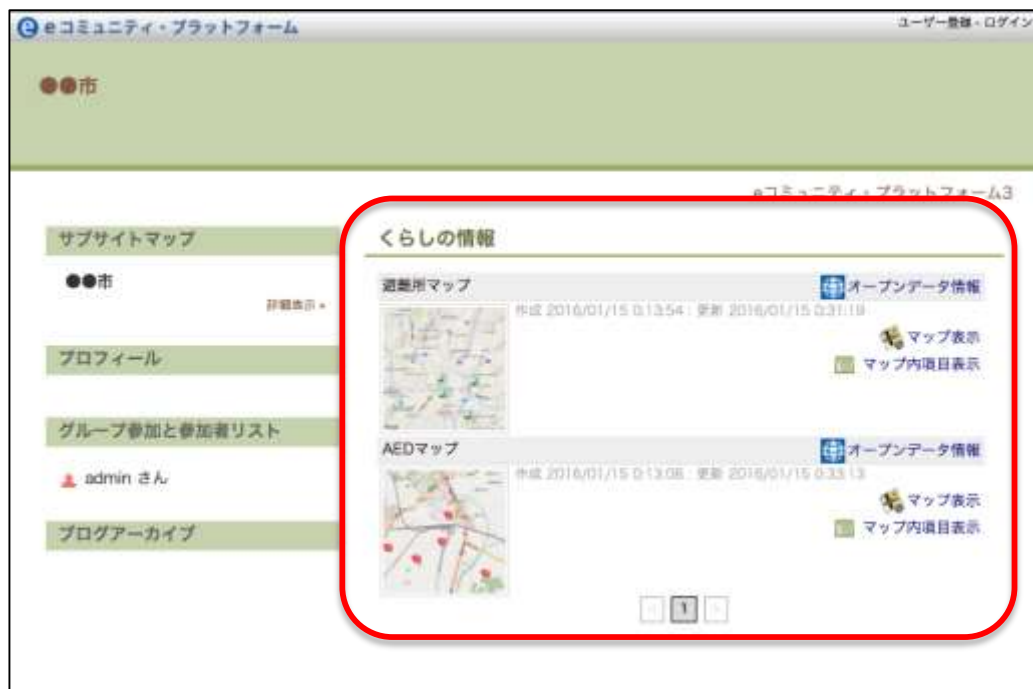 eコミュニティ・プラットフォーム
ユーザー登録・ログイン
●●市
eコミュニティ・プラットフォーム3
サブサイトマップ
●●市
詳細表示 »
プロフィール
グループ参加と参加者リスト
admin さん
ブログアーカイブ
くらしの情報
避難所マップ
オープンデータ情報
作成 2016/01/15 0:13:54 : 更新 2016/01/15 0:31:19
マップ表示
マップ内項目表示
AEDマップ
オープンデータ情報
作成 2016/01/15 0:13:08 : 更新 2016/01/15 0:33:13
マップ表示
マップ内項目表示
< 1 >